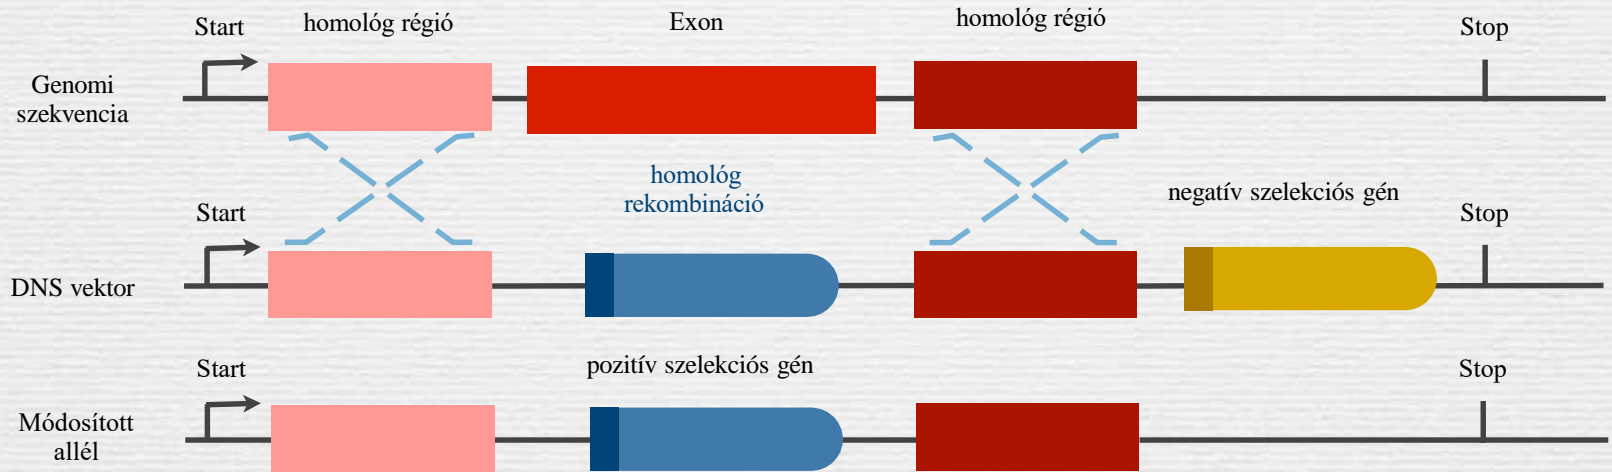 Start
homológ régió
Exon
homológ régió
Stop
Genomi
szekvencia
homológ
rekombináció
negatív szelekciós gén
Start
Stop
DNS vektor
Start
pozitív szelekciós gén
Stop
Módosított
allél